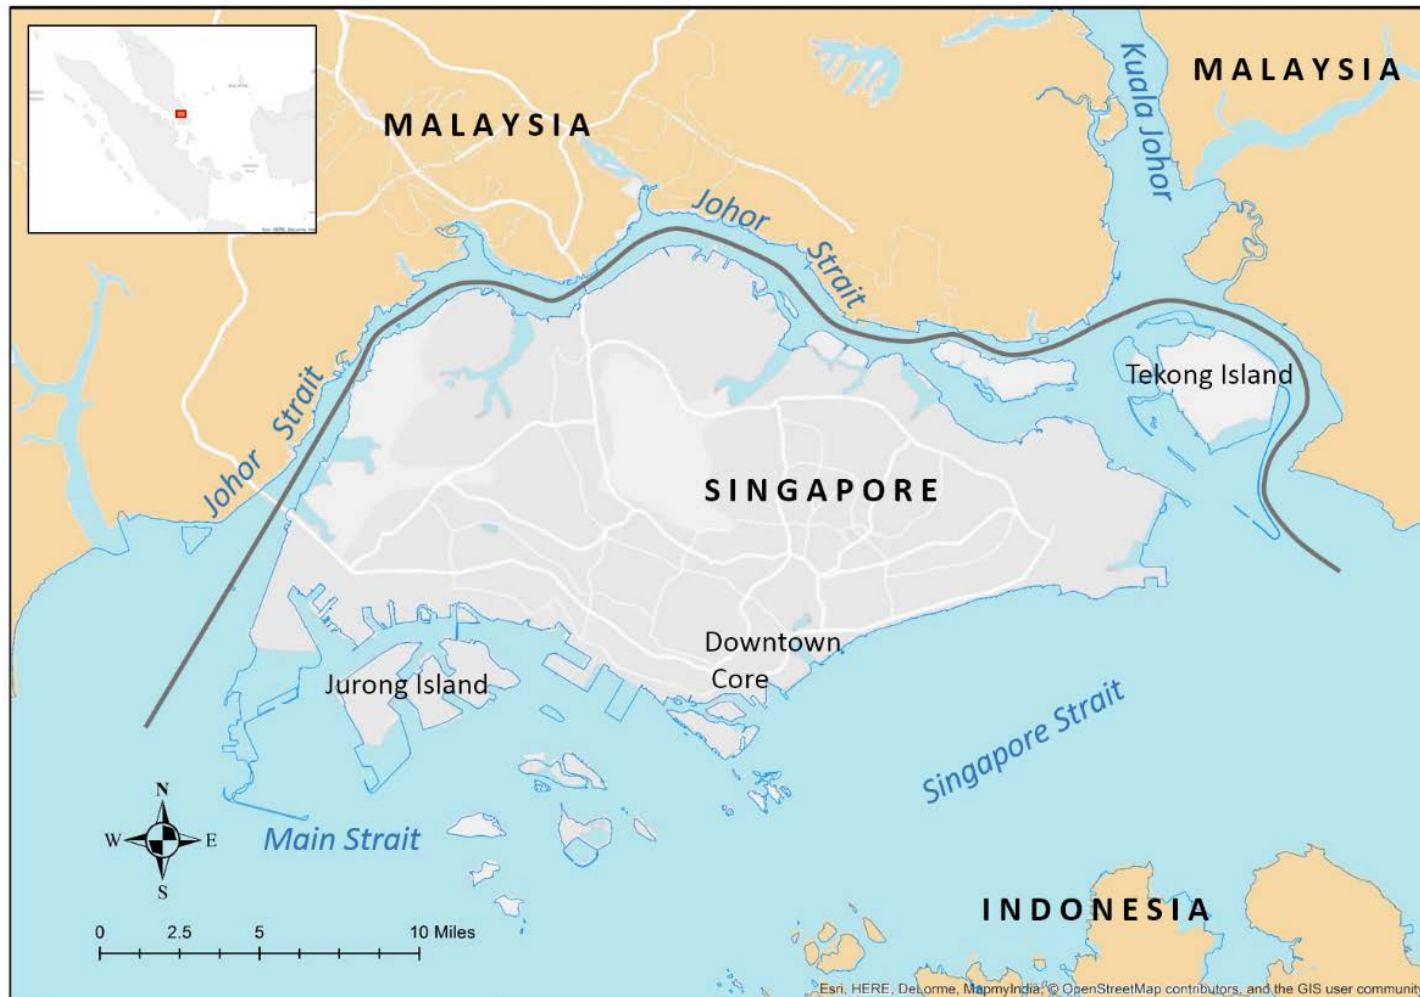 MALAYSIA
MALAYSIA
Kuala Johor
Johor
Strait
Johor
Strait
Tekong Island
SINGAPORE
Downtown
Core
Jurong Island
Singapore Strait
Main Strait
N
W E
S
INDONESIA
0 2.5 5 10 Miles
Esri, HERE, DeLorme, MapmyIndia, © OpenStreetMap contributors, and the GIS user community